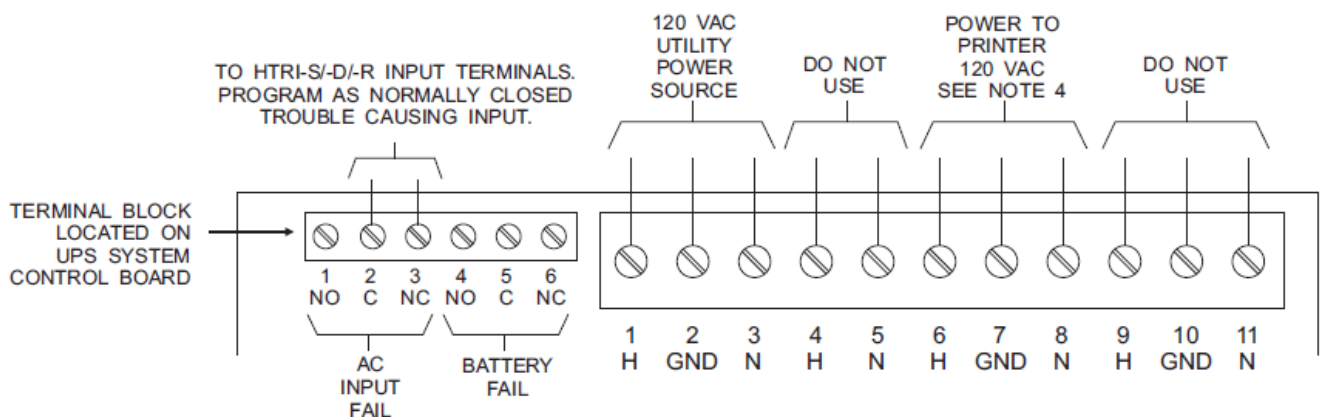 TO HTRI-S/-D/-R INPUT TERMINALS.
PROGRAM AS NORMALLY CLOSED
TROUBLE CAUSING INPUT.
120 VAC
UTILITY
POWER
SOURCE
DO NOT
USE
POWER TO
PRINTER
120 VAC
SEE NOTE 4
DO NOT
USE
TERMINAL BLOCK
LOCATED ON
UPS SYSTEM
CONTROL BOARD
1 2 3 4 5 6
NO C NC NO C NC
AC
INPUT
FAIL
BATTERY
FAIL
1 2 3 4 5 6 7 8 9 10 11
H GND N H N H GND N H GND N